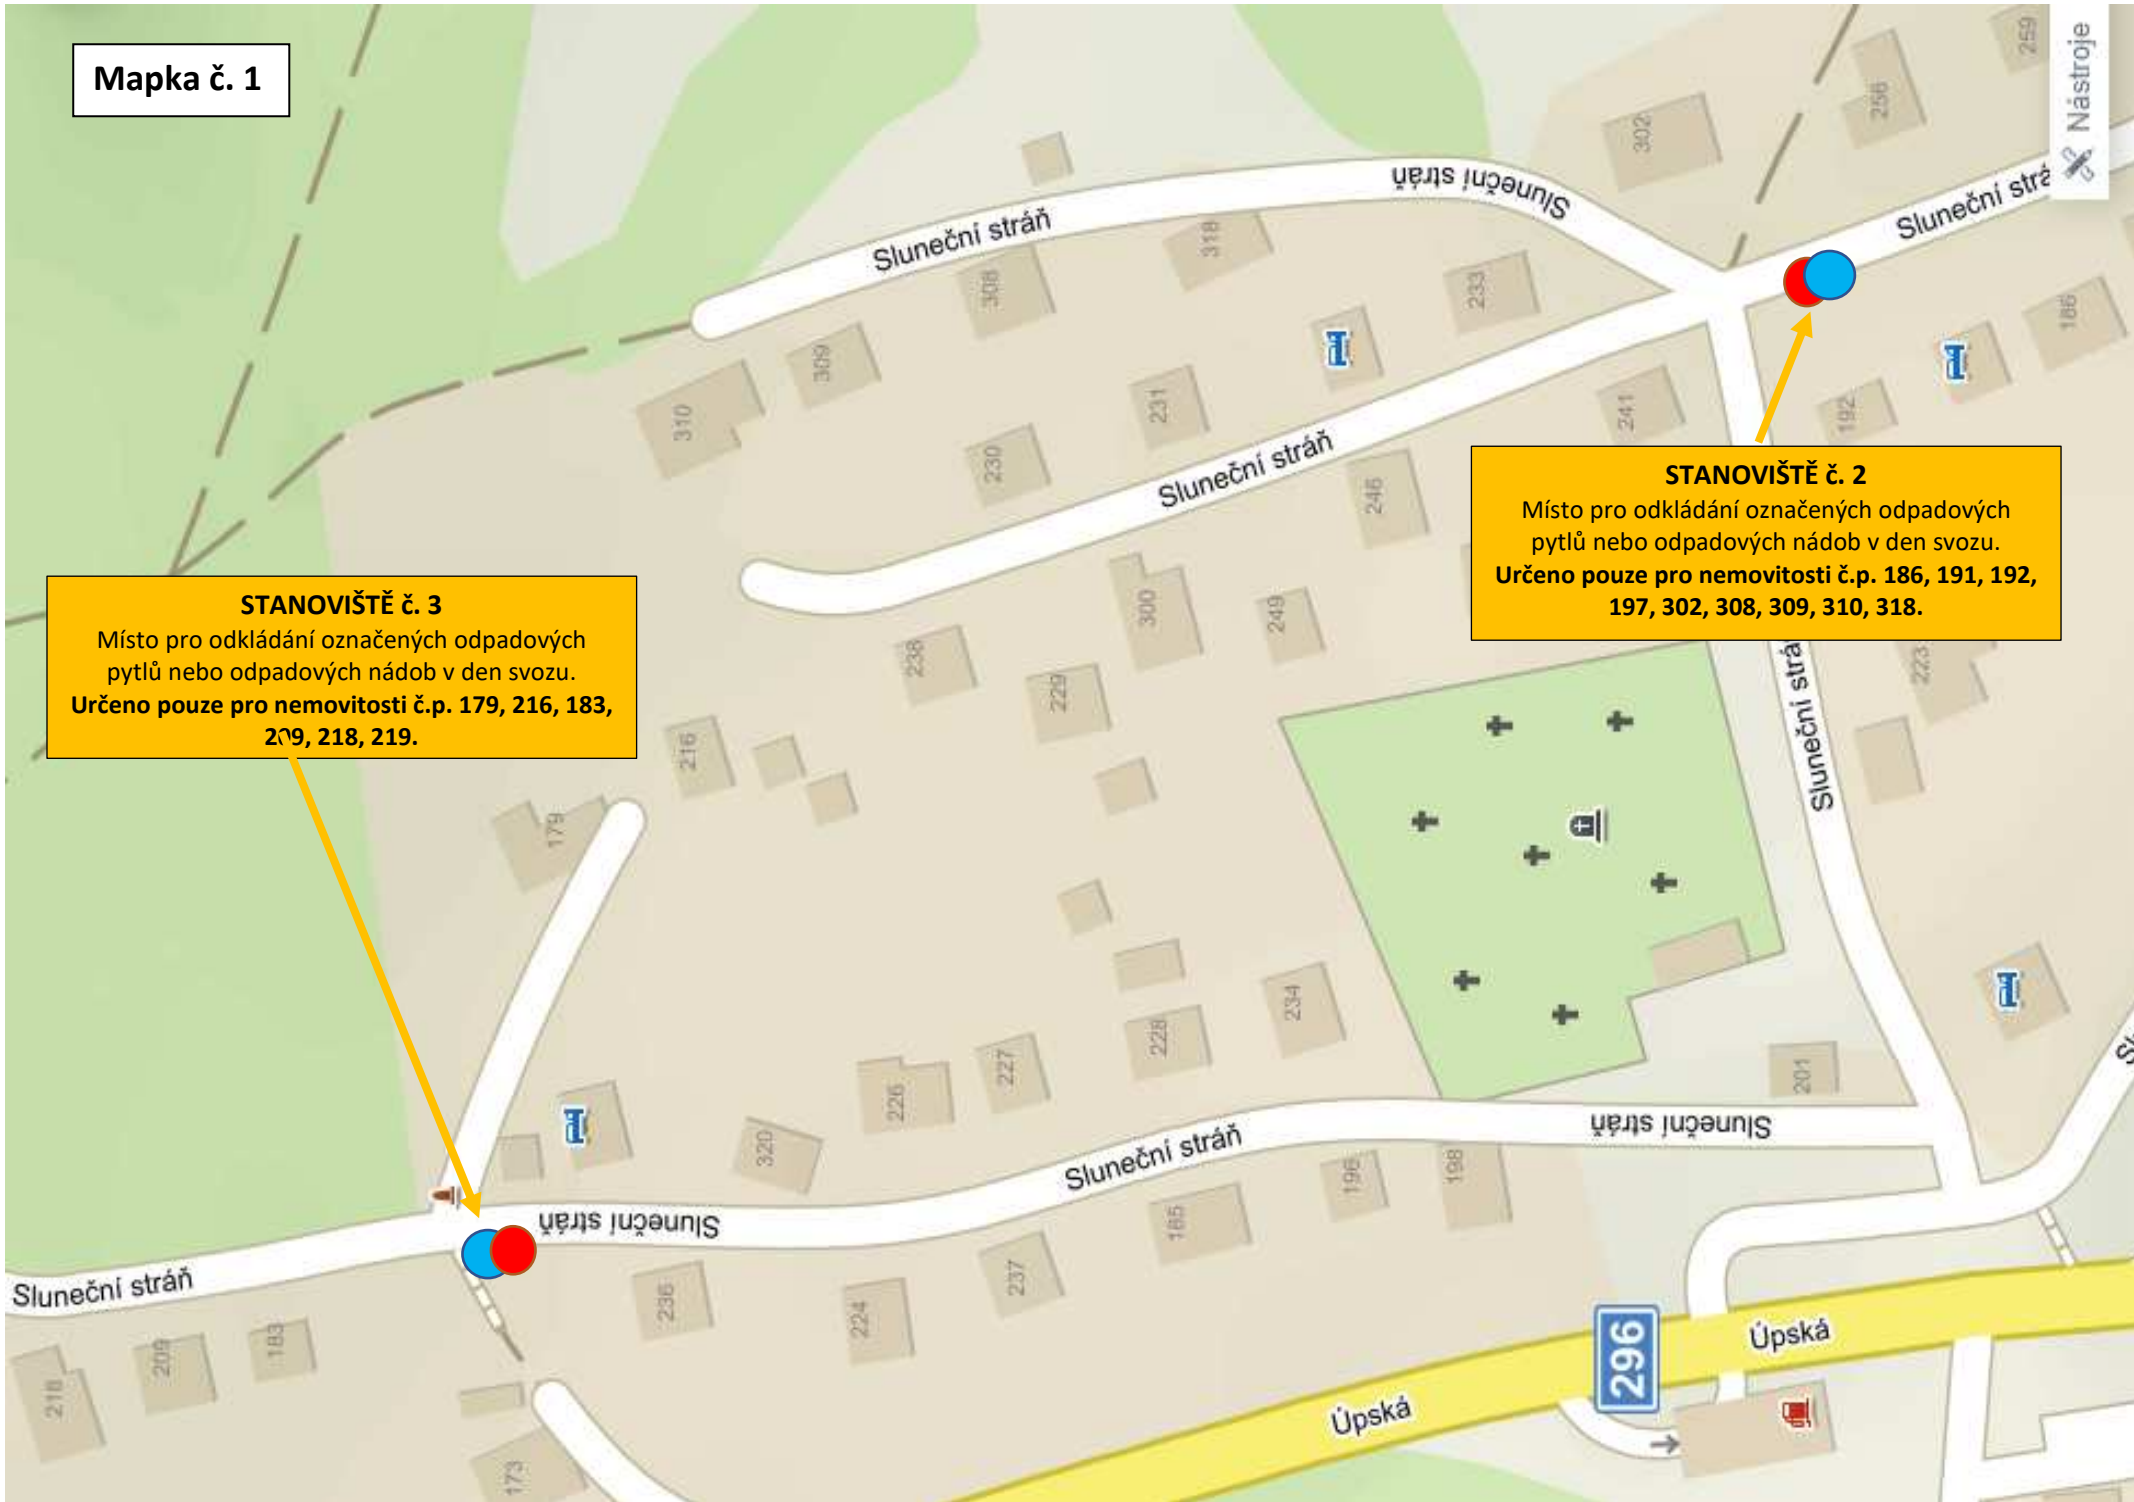 Mapka č. 1
Nástroje
259
256
302
Sluneční stráň
Sluneční stráň
Sluneční strá
318
308
233
186
309
310
231
230
241
192
Sluneční stráň
246
STANOVIŠTĚ č. 2
Místo pro odkládání označených odpadových
pytlů nebo odpadových nádob v den svozu.
Určeno pouze pro nemovitosti č.p. 186, 191, 192,
197, 302, 308, 309, 310, 318.
STANOVIŠTĚ č. 3
Místo pro odkládání označených odpadových
pytlů nebo odpadových nádob v den svozu.
Určeno pouze pro nemovitosti č.p. 179, 216, 183,
209, 218, 219.
300
249
238
229
223
216
179
Sluneční stráň
234
228
227
226
201
320
Sluneční stráň
Sluneční stráň
Sluneční stráň
196
198
185
237
236
224
Sluneční stráň
183
209
218
173
296
Úpská
Úpská